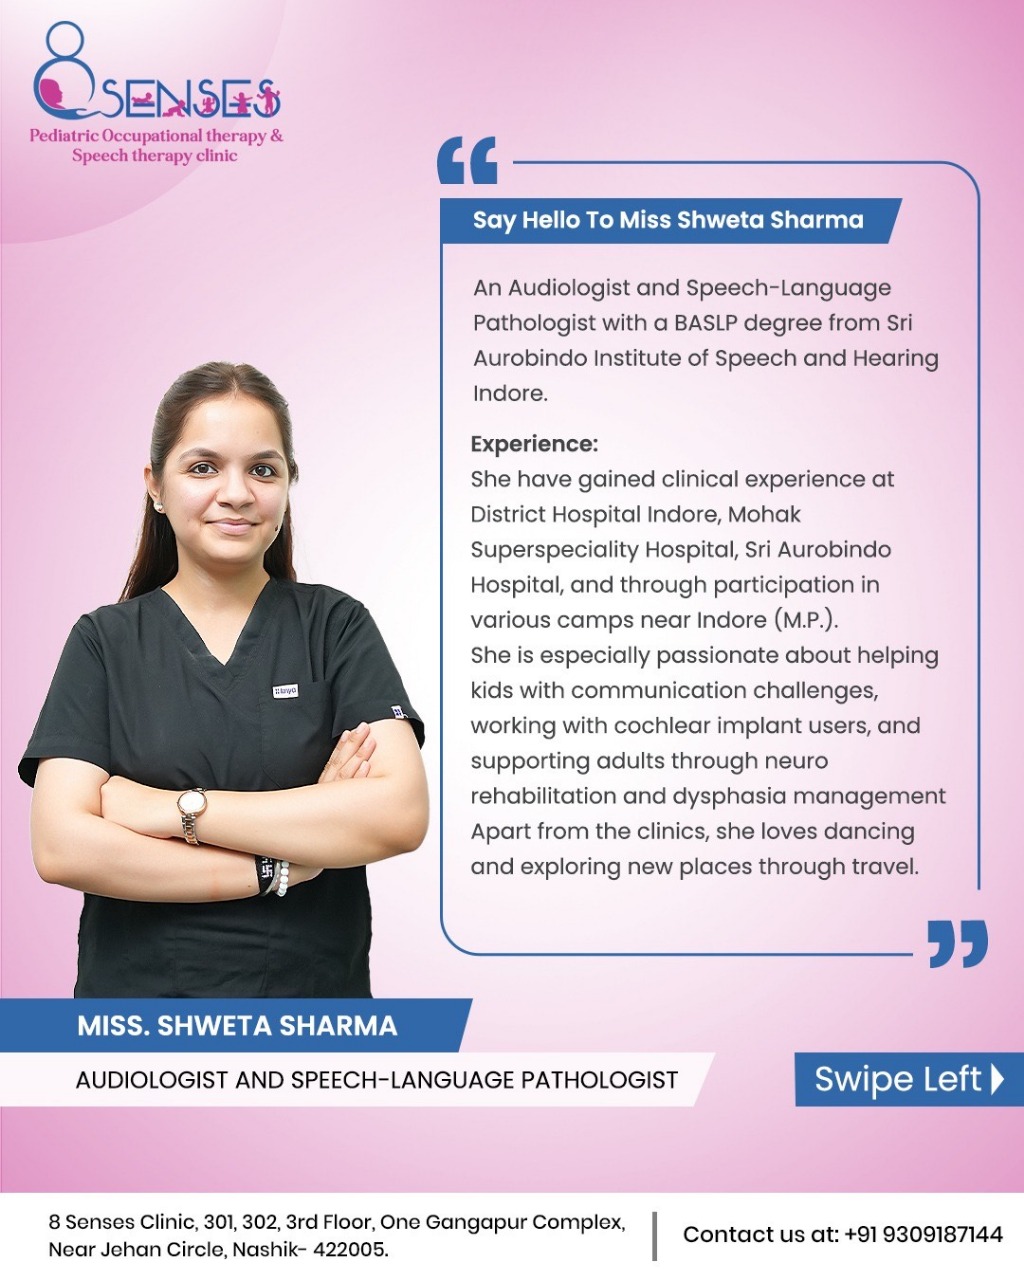 8 SENSES
Pediatric Occupational therapy &
Speech therapy clinic
Say Hello To Miss Shweta Sharma
An Audiologist and Speech-Language
Pathologist with a BASLP degree from Sri
Aurobindo Institute of Speech and Hearing
Indore.
Experience:
She have gained clinical experience at
District Hospital Indore, Mohak
Superspeciality Hospital, Sri Aurobindo
Hospital, and through participation in
various camps near Indore (M.P.).
She is especially passionate about helping
kids with communication challenges,
working with cochlear implant users, and
supporting adults through neuro
rehabilitation and dysphasia management
Apart from the clinics, she loves dancing
and exploring new places through travel.
MISS. SHWETA SHARMA
AUDIOLOGIST AND SPEECH-LANGUAGE PATHOLOGIST
Swipe Left
8 Senses Clinic, 301, 302, 3rd Floor, One Gangapur Complex,
Near Jehan Circle, Nashik- 422005.
Contact us at: +91 9309187144